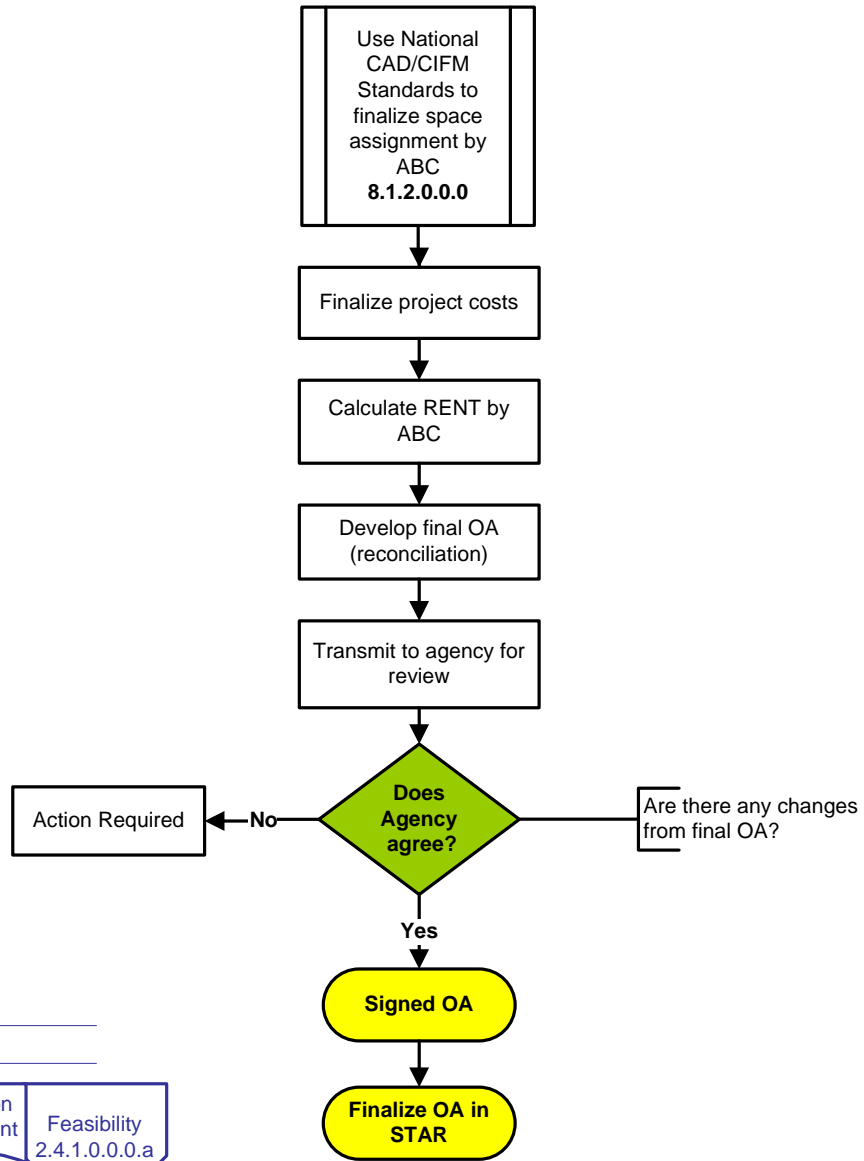 Use National
CAD/CIFM
Standards to
finalize space
assignment by
ABC
8.1.2.0.0.0
Finalize project costs
Calculate RENT by
ABC
Develop final OA
(reconciliation)
Transmit to agency for
review
Does
Agency
agree?
No
Action Required
Are there any changes
from final OA?
Yes
Signed OA
Finalize OA in
STAR
Feasibility
2.4.1.0.0.0.a